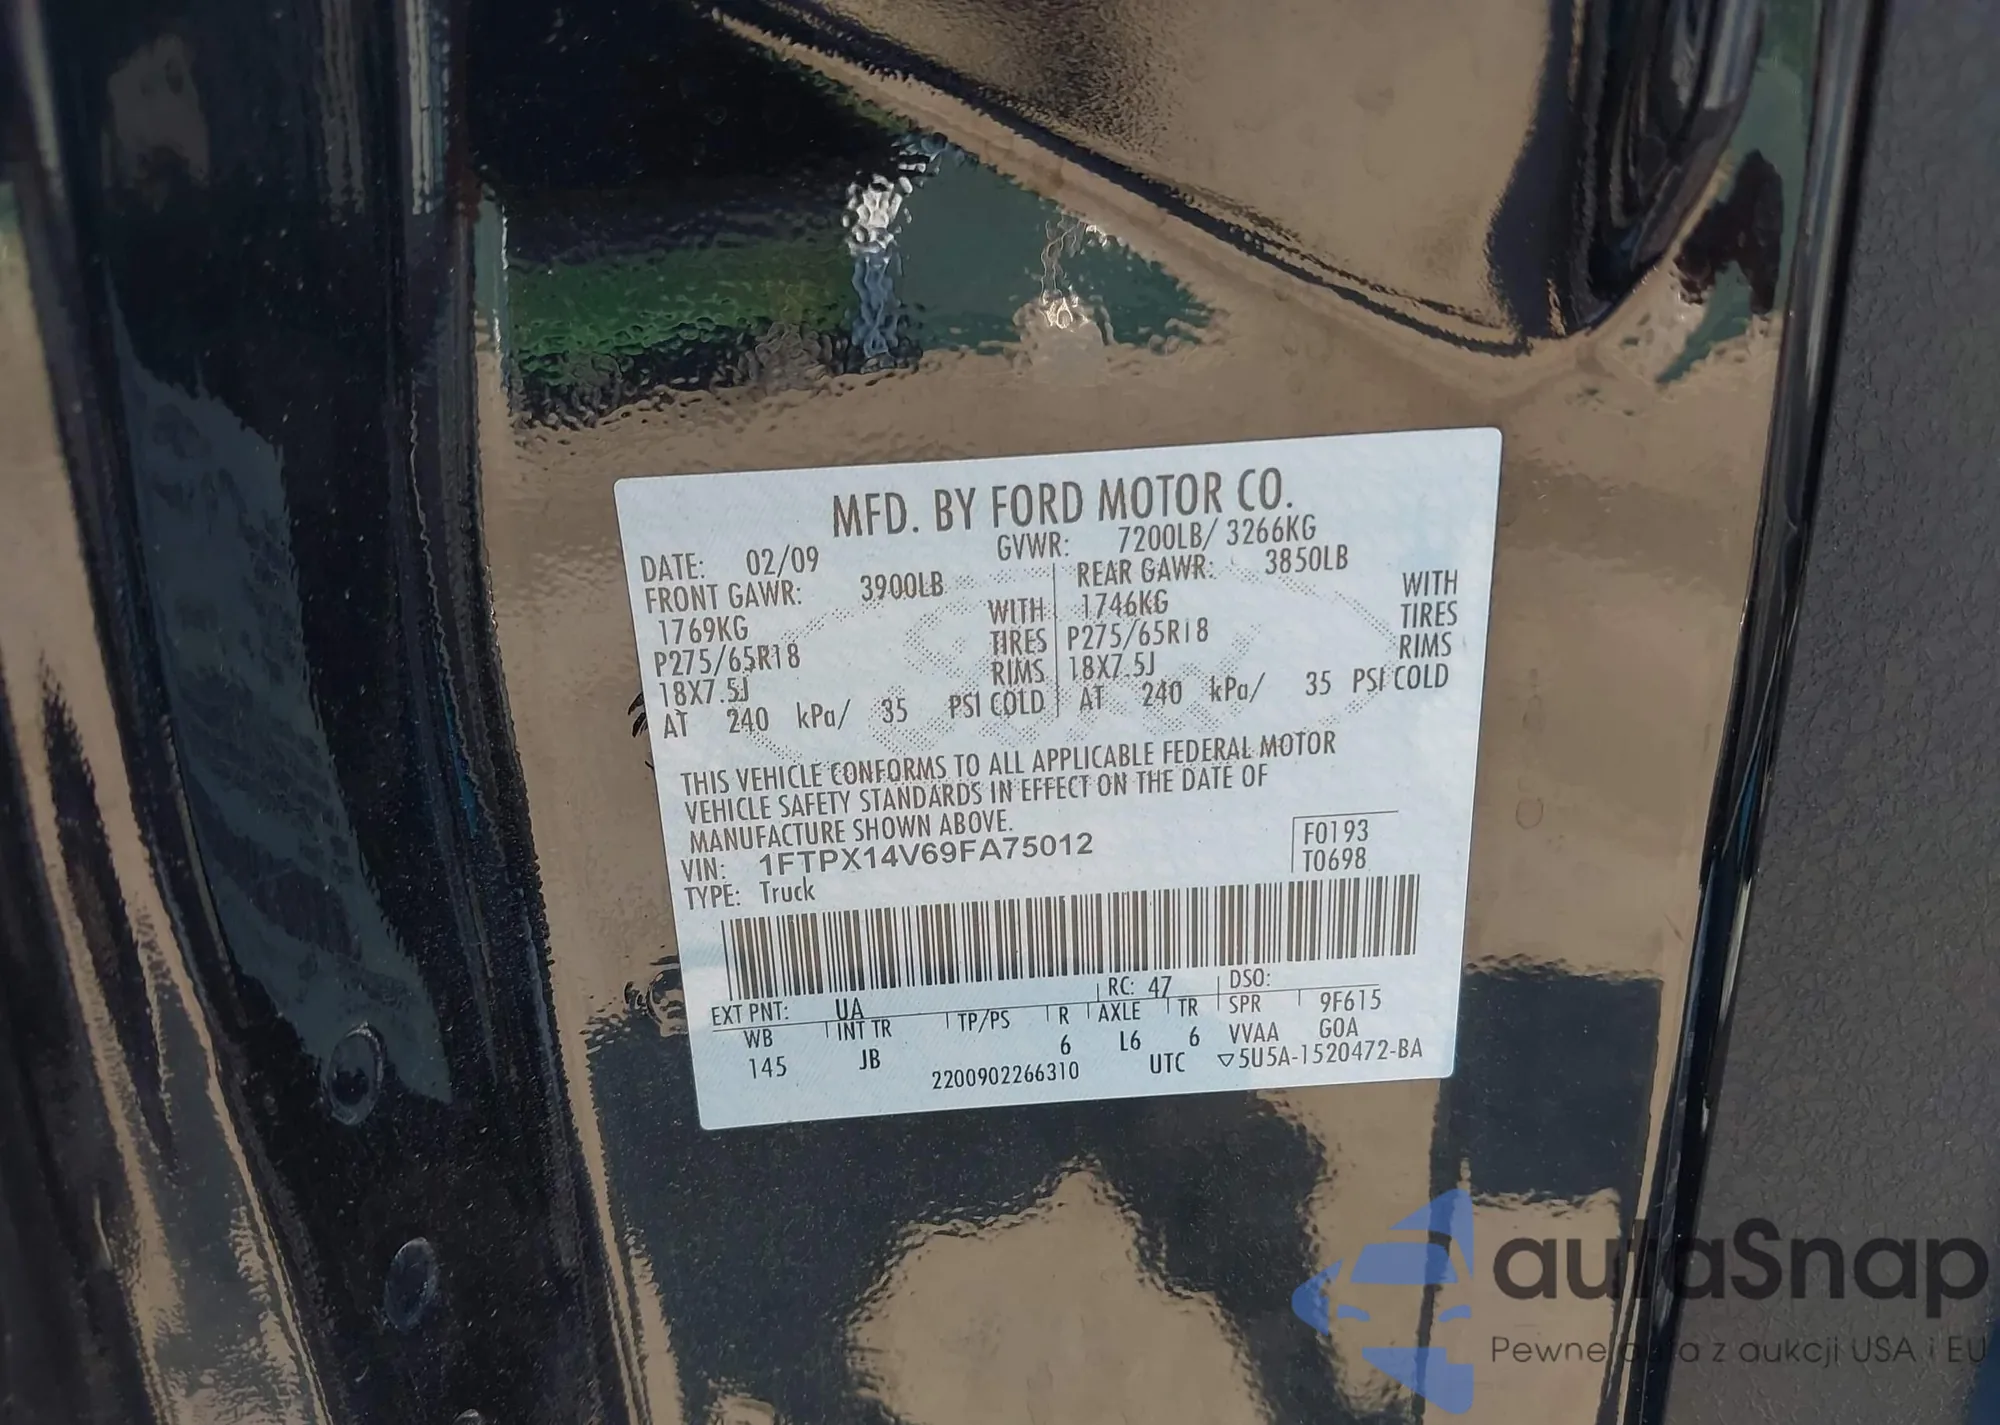 MFD. BY FORD MOTOR CO.
DATE: 02/09 GVWR: 7200LB/ 3266KG
FRONT GAWR: 3900LB REAR GAWR: 3850LB
1769KG WITH 1746KG WITH
P275/65R18 TIRES P275/65R18 TIRES
18X7.5J RIMS 18X7.5J RIMS
AT 240 kPa/ 35 PSI COLD AT 240 kPa/ 35 PSI COLD
THIS VEHICLE CONFORMS TO ALL APPLICABLE FEDERAL MOTOR
VEHICLE SAFETY STANDARDS IN EFFECT ON THE DATE OF
MANUFACTURE SHOWN ABOVE.
VIN: 1FTPX14V69FA75012 F0193
TYPE: Truck T0698
EXT PNT: UA RC: 47 DSO:
WB INT TR TP/PS R AXLE TR SPR 9F615
145 JB 6 L6 6 VVAA GOA
2200902266310 UTC ▽5U5A-1520472-BA
autaSnap
Pewne auta z aukcji USA i EU